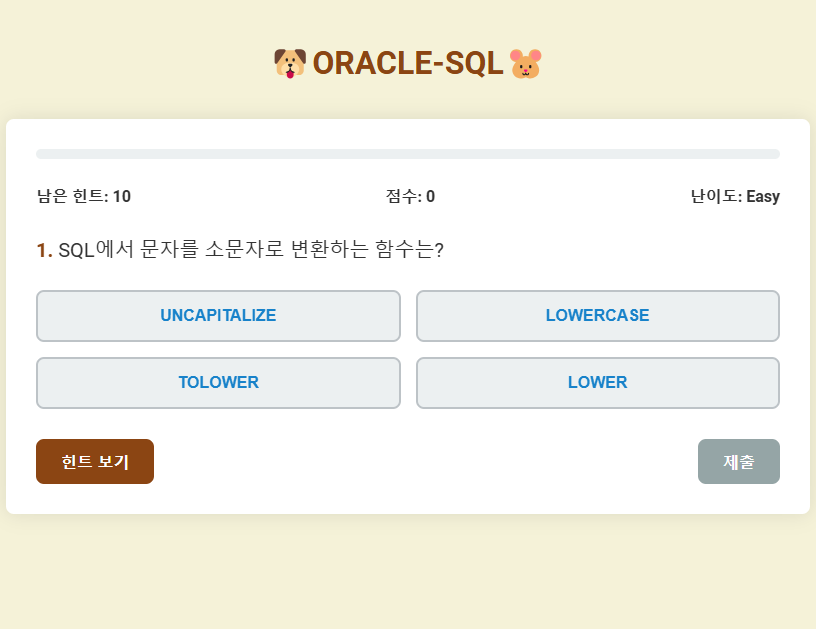 ORACLE-SQL
남은 힌트: 10 점수: 0 난이도: Easy
1. SQL에서 문자를 소문자로 변환하는 함수는?
UNCAPITALIZE LOWERCASE
TOLOWER LOWER
힌트 보기 제출